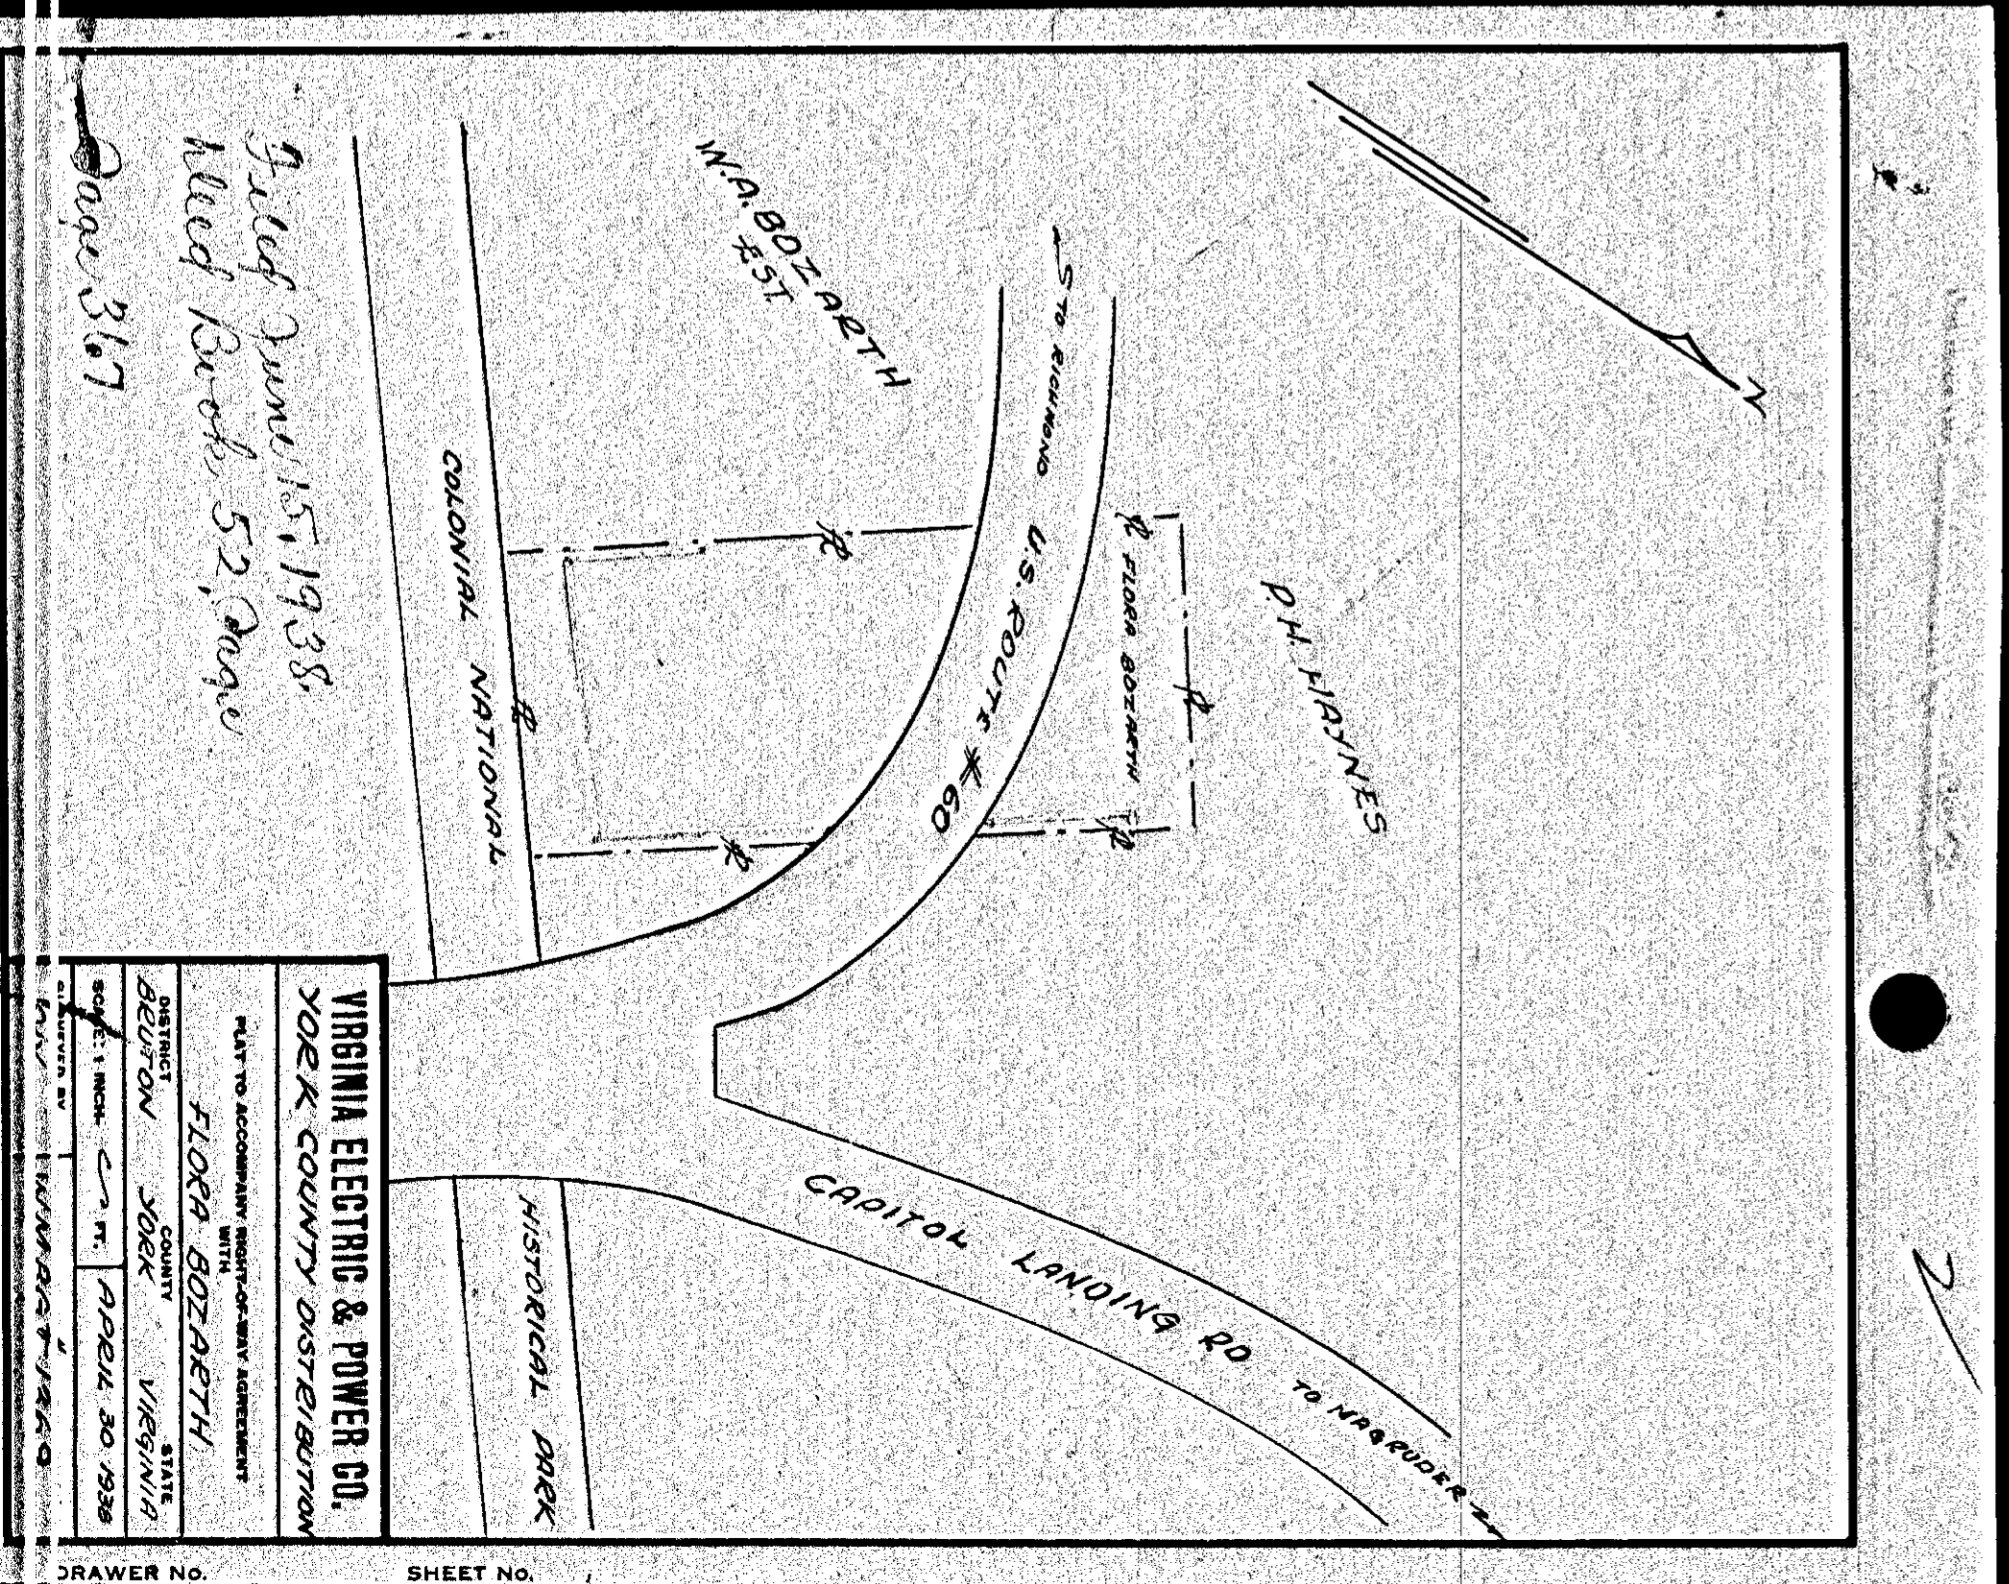 N
P.H. HAYNES
FLORA BOZARTH
S TO RICHMOND U.S. ROUTE #60
W.A. BOZARTH
EST.
COLONIAL NATIONAL
HISTORICAL PARK
CAPITOL LANDING RD TO MAGRUDER
Filed June 15, 1938.
Deed Book 52, Page
Page 367
VIRGINIA ELECTRIC & POWER CO.
YORK COUNTY DISTRIBUTION
PLAT TO ACCOMPANY RIGHT-OF-WAY AGREEMENT
WITH
FLORA BOZARTH
DISTRICT COUNTY STATE
BRUTON YORK VIRGINIA
SCALE: 1 INCH FT. APRIL 30 1938
DRAWER No. SHEET No.
2